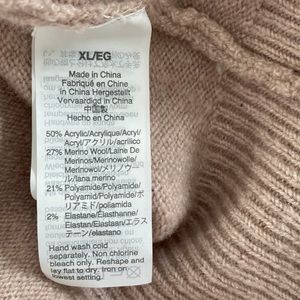 XL/EG
Made in China
Fabriqué en Chine
In China Hergestellt
Vervaardigd in China
中国製
Hecho En China
50% Acrylic/Acrylique/Acryl/
Acryl/アクリル/acrílico
27% Merino Wool/Laine De
Merinos/Merinowolle/
Merinowol/メリノウ
ール/lana merino
21% Polyamide/Polyamide/
Polyamid/Polyamide/ポ
リアミド/poliamida
2% Elastane/Élasthanne/
Elastan/Elastaan/エラス
テーン/elastano
Hand wash cold
separately. Non chlorine
bleach only. Reshape and
lay flat to dry. Iron on
lowest setting.